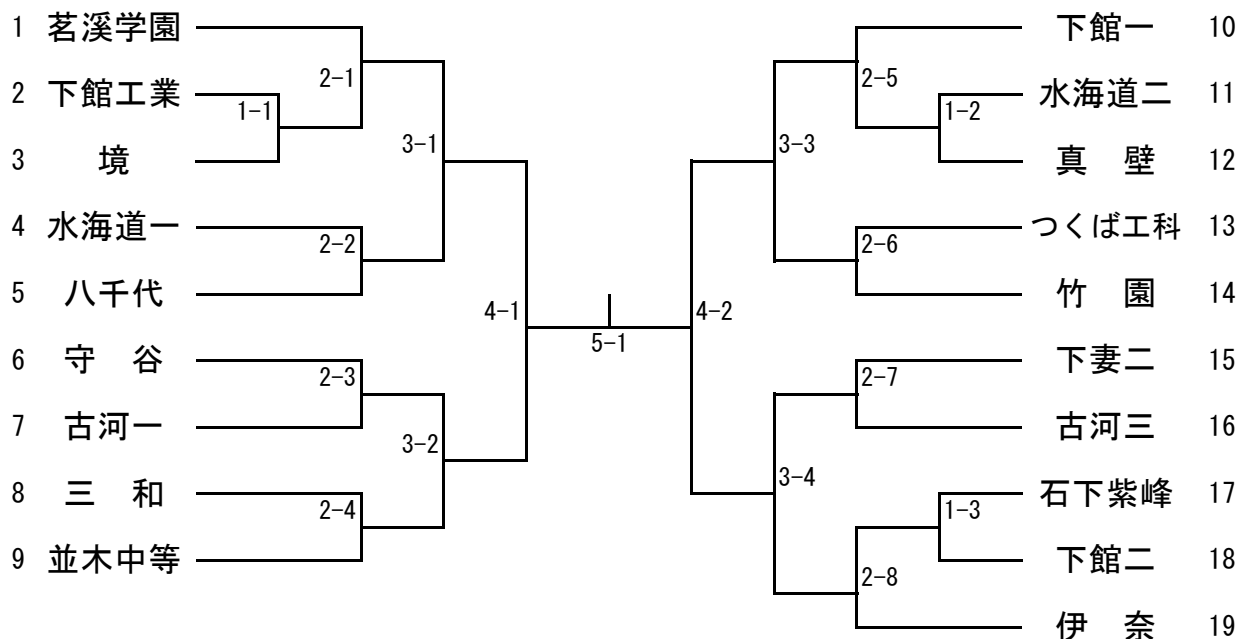 1 茗溪学園
2 下館工業
3 境
4 水海道一
5 八千代
6 守　谷
7 古河一
8 三　和
9 並木中等
1-1
2-1
2-2
2-3
2-4
3-1
3-2
4-1
5-1
4-2
3-3
3-4
2-5
2-6
2-7
2-8
1-2
1-3
下館一 10
水海道二 11
真　壁 12
つくば工科 13
竹　園 14
下妻二 15
古河三 16
石下紫峰 17
下館二 18
伊　奈 19